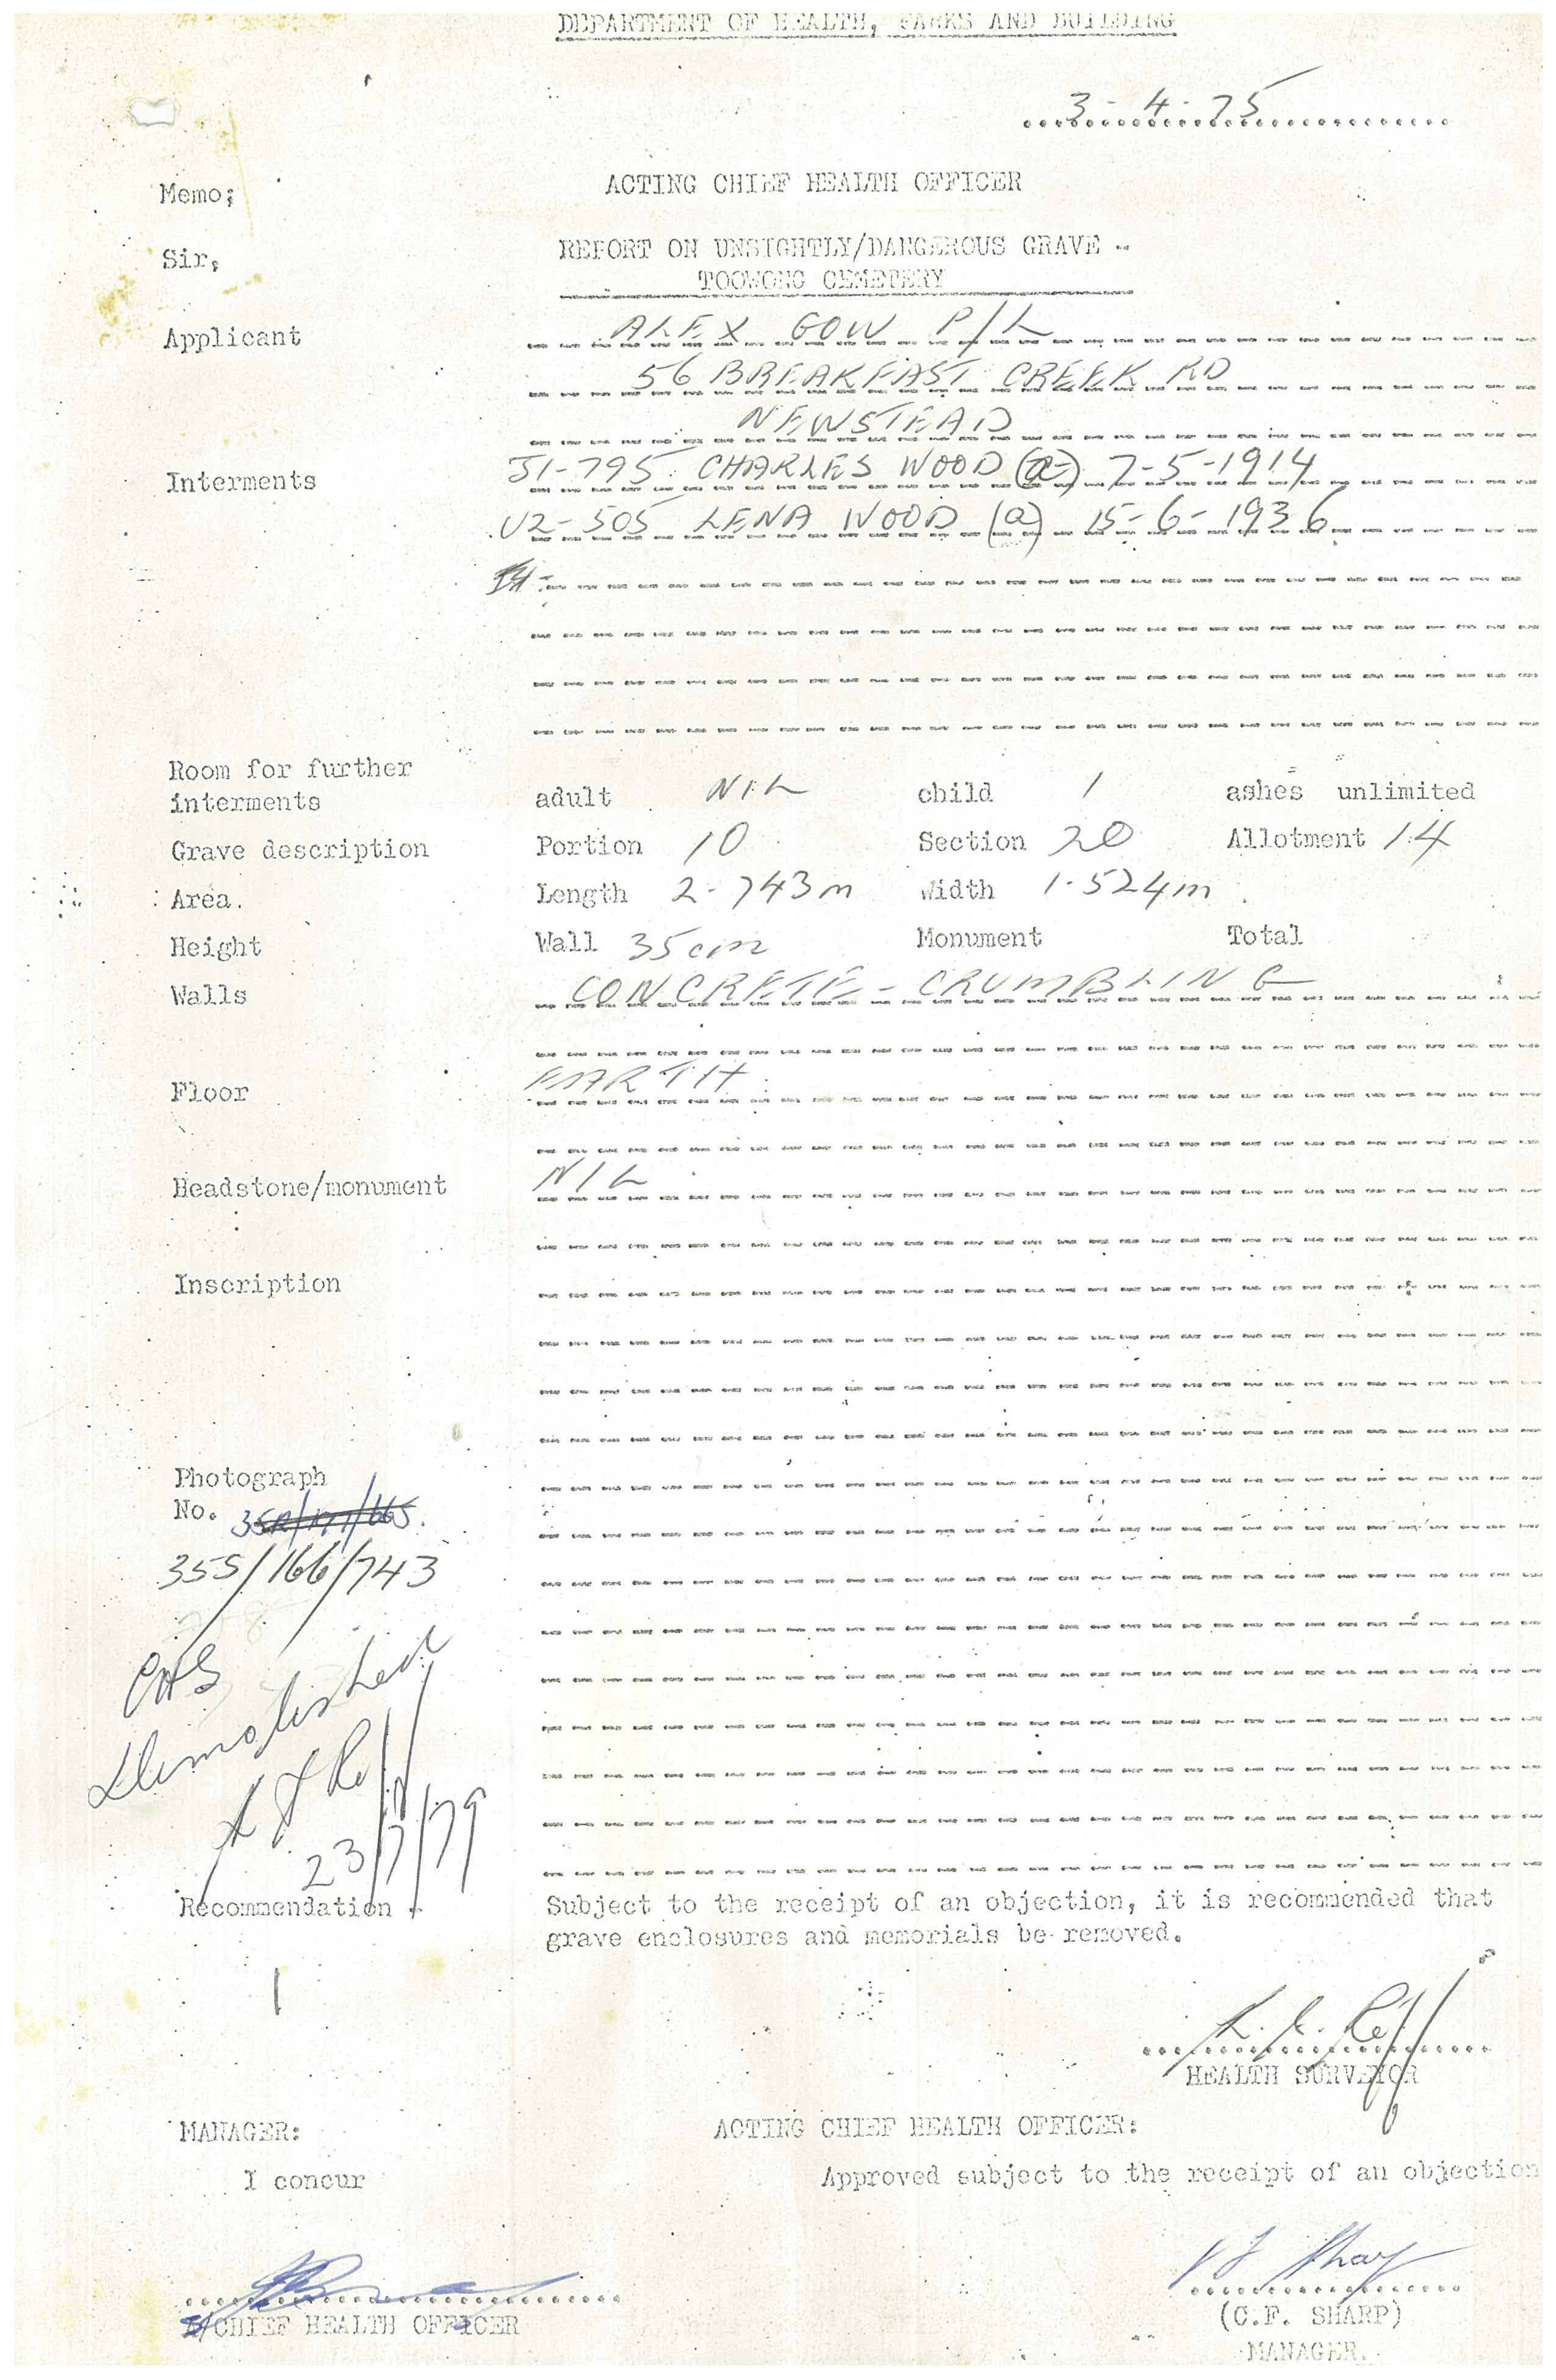 DEPARTMENT OF HEALTH, PARKS AND BUILDING
3-4-75
Memo; ACTING CHIEF HEALTH OFFICER
Sir, REPORT ON UNSIGHTLY/DANGEROUS GRAVE -
TOOWONG CEMETERY
Applicant ALEX GOW P/L
56 BREAKFAST CREEK RD
NEWSTEAD
Interments J1-795 CHARLES WOOD (a) 7-5-1914
U2-505 LENA WOOD (a) 15-6-1936
Room for further
interments adult NIL child 1 ashes unlimited
Grave description Portion 10 Section 20 Allotment 14
Area. Length 2-743m Width 1.524m
Height Wall 35cm Monument Total
Walls CONCRETE - CRUMBLING
Floor EARTH
Headstone/monument NIL
Inscription
Photograph
No.
355/166/743
CHS
Demolished
23/7/79
Recommendation - Subject to the receipt of an objection, it is recommended that
grave enclosures and memorials be removed.
HEALTH SURVEYOR
MANAGER: ACTING CHIEF HEALTH OFFICER:
I concur Approved subject to the receipt of an objection
/CHIEF HEALTH OFFICER (C.F. SHARP)
MANAGER.